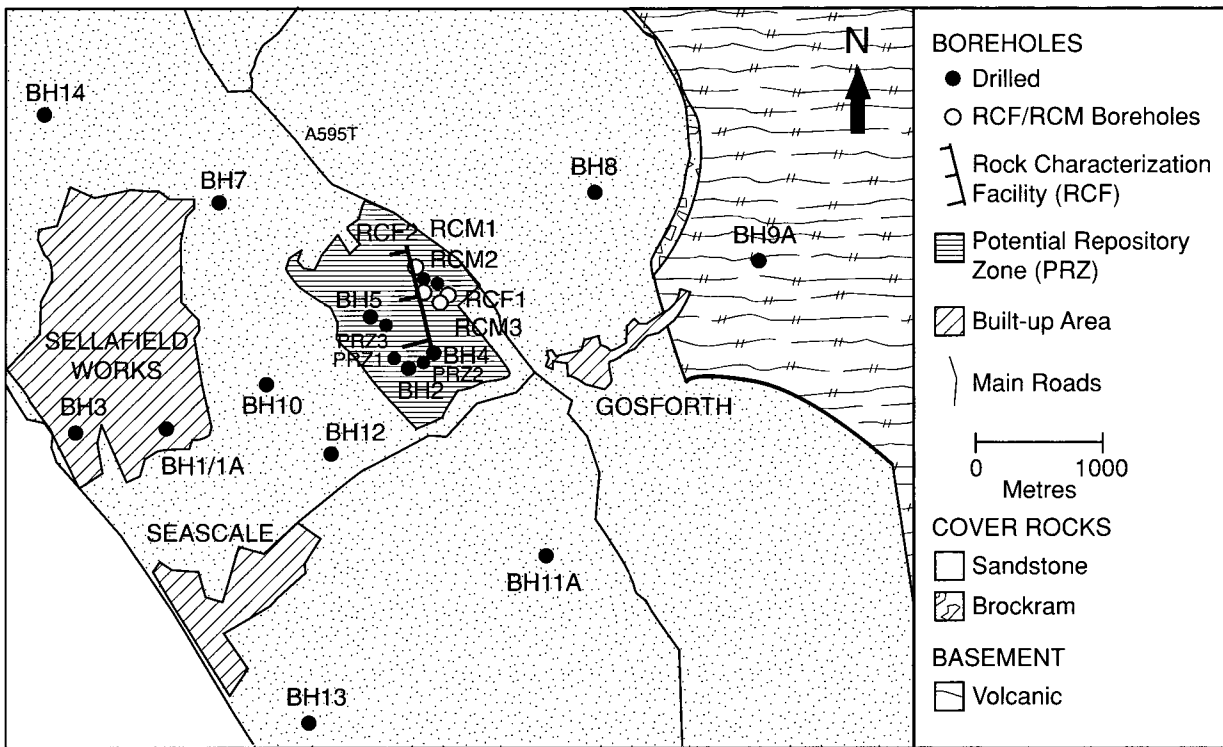 N
BH14
A595T
BH7
BH8
RCF2
RCM1
RCM2
BH9A
BH5
RCF1
RCM3
SELLAFIELD
WORKS
PRZ3
PRZ1
BH4
PRZ2
BH2
BH10
GOSFORTH
BH3
BH12
BH1/1A
SEASCALE
BH11A
BH13
BOREHOLES
Drilled
RCF/RCM Boreholes
Rock Characterization
Facility (RCF)
Potential Repository
Zone (PRZ)
Built-up Area
Main Roads
0 1000
Metres
COVER ROCKS
Sandstone
Brockram
BASEMENT
Volcanic